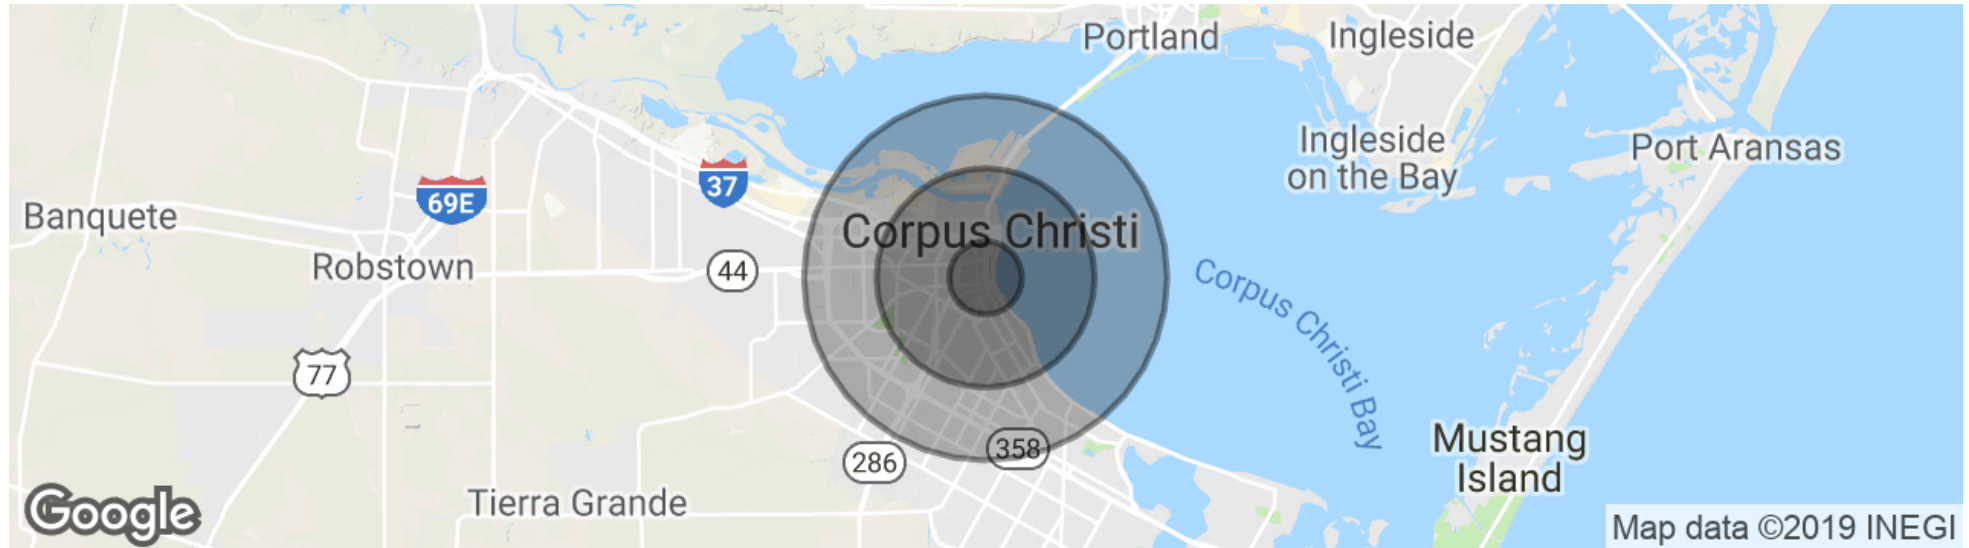 Portland
Ingleside
Ingleside
on the Bay
Port Aransas
37
69E
Banquete
Corpus Christi
Robstown
44
Corpus Christi Bay
77
Mustang
Island
358
286
Tierra Grande
Google
Map data ©2019 INEGI